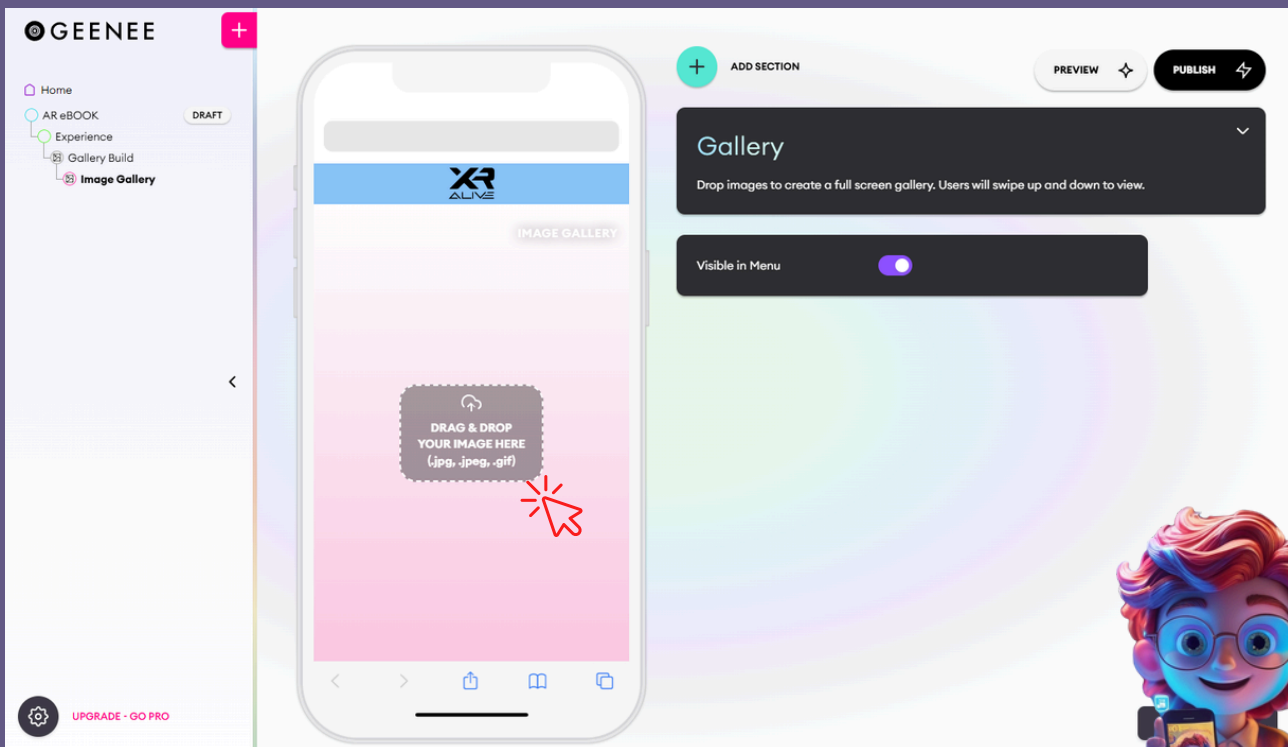 GEENEE
Home
AR eBOOK
DRAFT
Experience
Gallery Build
Image Gallery
UPGRADE - GO PRO
XR
ALIVE
IMAGE GALLERY
DRAG & DROP
YOUR IMAGE HERE
(.jpg, .jpeg, .gif)
ADD SECTION
PREVIEW
PUBLISH
Gallery
Drop images to create a full screen gallery. Users will swipe up and down to view.
Visible in Menu